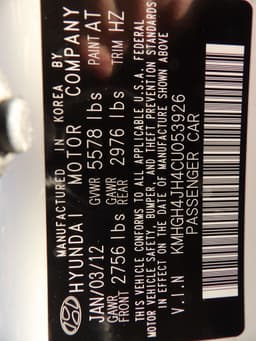 MANUFACTURED IN KOREA BY
HYUNDAI MOTOR COMPANY
JAN/03/12 GVWR 5578 lbs PAINT AT
GAWR FRONT 2756 lbs GAWR REAR 2976 lbs TRIM HZ
THIS VEHICLE CONFORMS TO ALL APPLICABLE U.S.A. FEDERAL
MOTOR VEHICLE SAFETY, BUMPER, AND THEFT PREVENTION STANDARDS
IN EFFECT ON THE DATE OF MANUFACTURE SHOWN ABOVE
V.I.N KMHGH4JH4CU053926
PASSENGER CAR